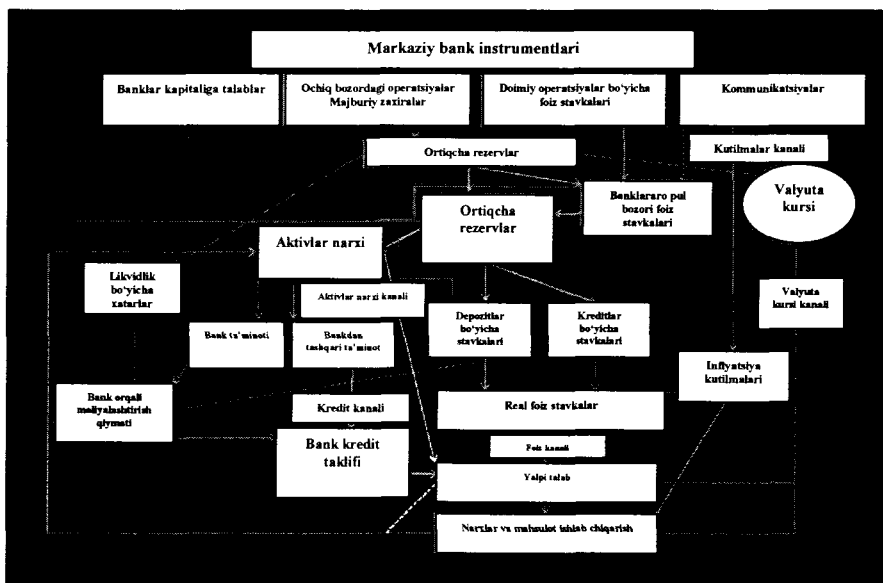 Markaziy bank instrumentlari
Banklar kapitaliga talablar
Ochiq bozordagi operatsiyalar
Majburiy zaxiralar
Doimiy operatsiyalar bo'yicha
foiz stavkalari
Kommunikatsiyalar
Ortiqcha rezervlar
Kutilmalar kanali
Ortiqcha
rezervlar
Banklararo pul
bozori foiz
stavkalari
Valyuta
kursi
Aktivlar narxi
Likvidlik
bo'yicha
xatarlar
Aktivlar narxi kanali
Valyuta
kursi kanali
Depozitlar
bo'yicha
stavkalari
Kreditlar
bo'yicha
stavkalari
Bank ta'minoti
Bankdan
tashqari ta'minot
Inflyatsiya
kutilmalari
Bank orqali
moliyalashtirish
qiymati
Kredit kanali
Real foiz stavkalar
Bank kredit
taklifi
Foiz kanali
Yalpi talab
Narxlar va mahsulot ishlab chiqarish